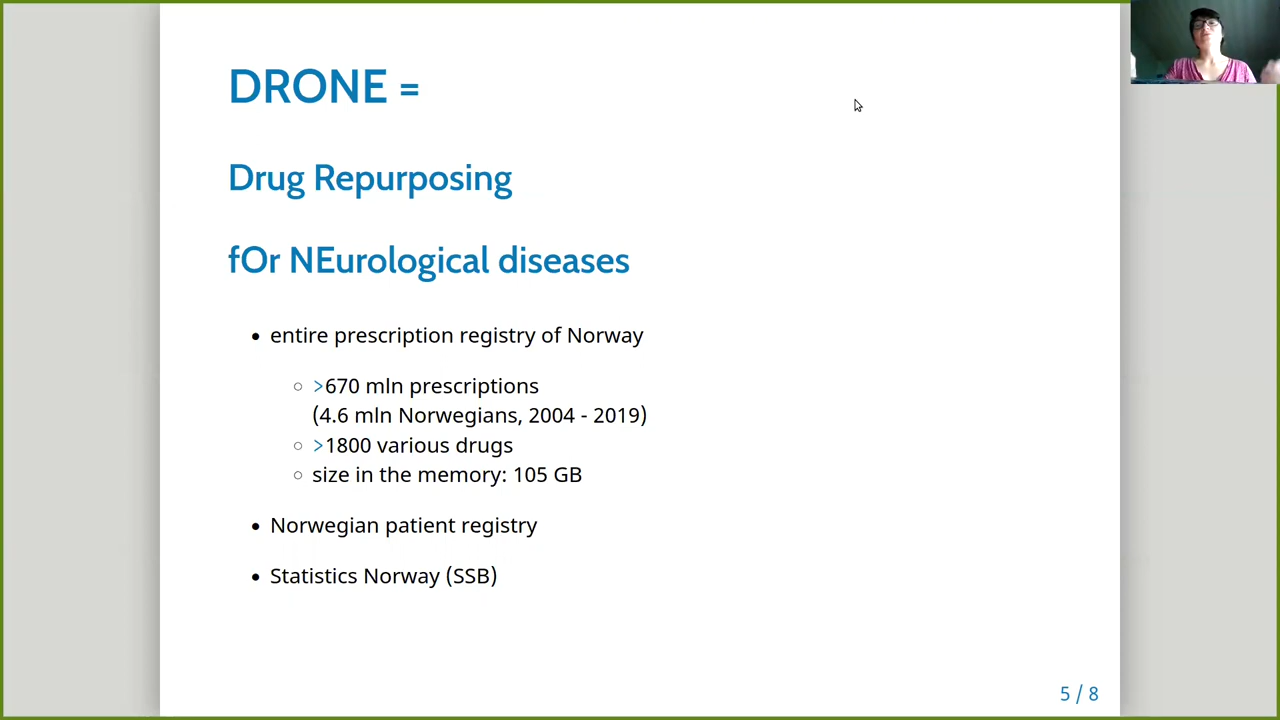 DRONE =
Drug Repurposing
fOr NEurological diseases
• entire prescription registry of Norway
○ >670 mln prescriptions
(4.6 mln Norwegians, 2004 - 2019)
○ >1800 various drugs
○ size in the memory: 105 GB
• Norwegian patient registry
• Statistics Norway (SSB)
5 / 8